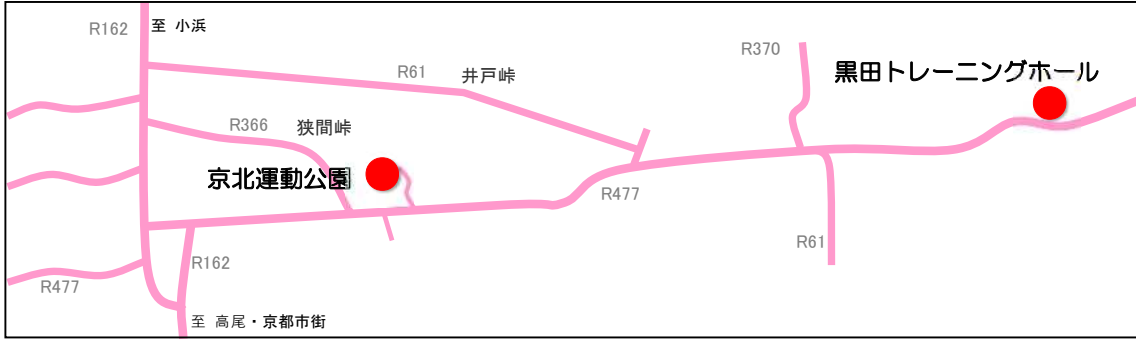 R162
至 小浜
R370
R61
井戸峠
黒田トレーニングホール
R366
狭間峠
京北運動公園
R477
R61
R162
R477
至 高尾・京都市街